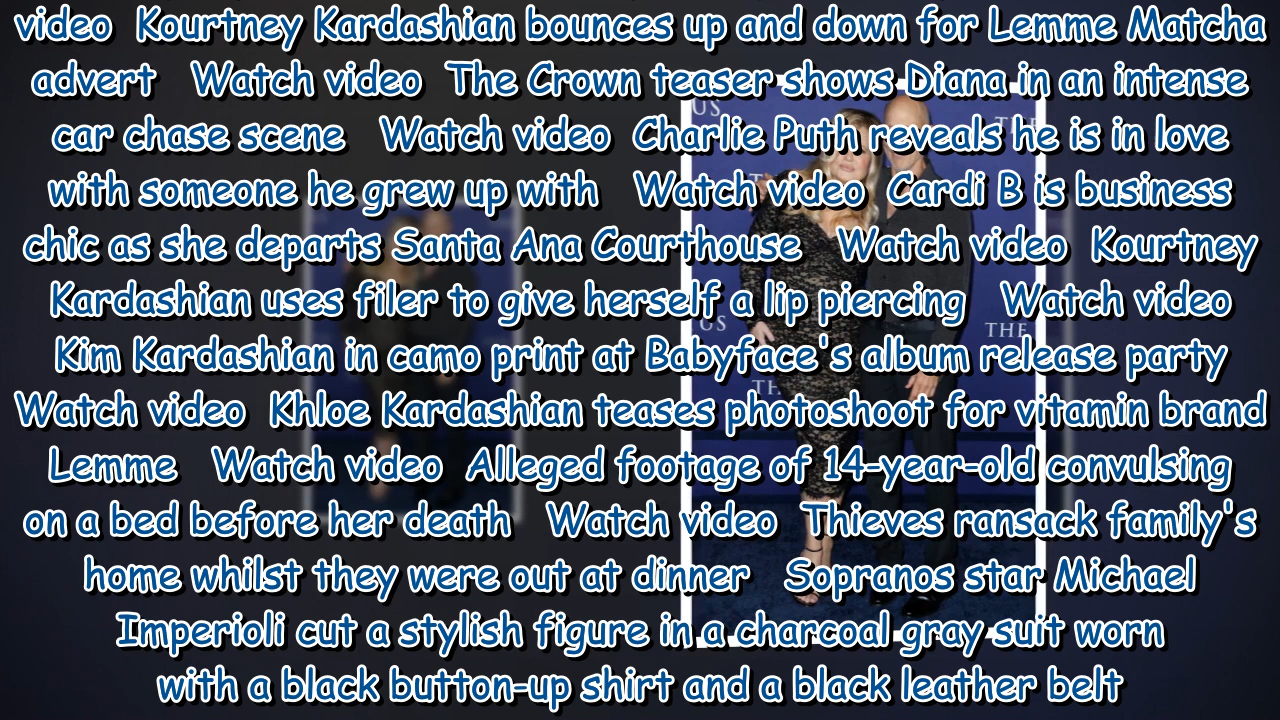 video Kourtney Kardashian bounces up and down for Lemme Matcha
advert Watch video The Crown teaser shows Diana in an intense
car chase scene Watch video Charlie Puth reveals he is in love
with someone he grew up with Watch video Cardi B is business
chic as she departs Santa Ana Courthouse Watch video Kourtney
Kardashian uses filer to give herself a lip piercing Watch video
Kim Kardashian in camo print at Babyface's album release party
Watch video Khloe Kardashian teases photoshoot for vitamin brand
Lemme Watch video Alleged footage of 14-year-old convulsing
on a bed before her death Watch video Thieves ransack family's
home whilst they were out at dinner Sopranos star Michael
Imperioli cut a stylish figure in a charcoal gray suit worn
with a black button-up shirt and a black leather belt
THE